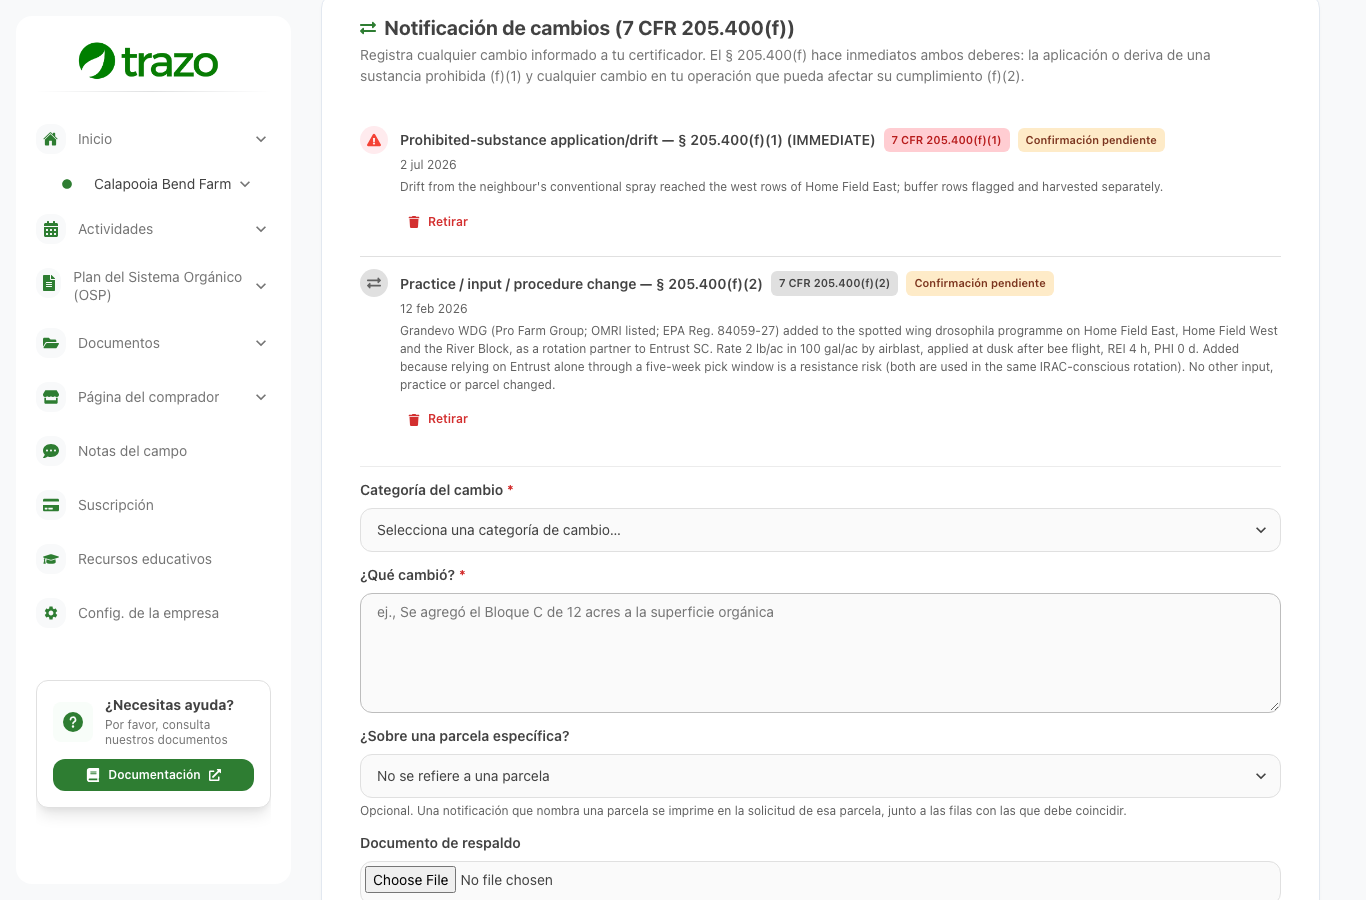 trazo
Inicio
Calapooia Bend Farm
Actividades
Plan del Sistema Orgánico
(OSP)
Documentos
Página del comprador
Notas del campo
Suscripción
Recursos educativos
Config. de la empresa
¿Necesitas ayuda?
Por favor, consulta
nuestros documentos
Documentación
Notificación de cambios (7 CFR 205.400(f))
Registra cualquier cambio informado a tu certificador. El § 205.400(f) hace inmediatos ambos deberes: la aplicación o deriva de una
sustancia prohibida (f)(1) y cualquier cambio en tu operación que pueda afectar su cumplimiento (f)(2).
Prohibited-substance application/drift — § 205.400(f)(1) (IMMEDIATE) 7 CFR 205.400(f)(1) Confirmación pendiente
2 jul 2026
Drift from the neighbour's conventional spray reached the west rows of Home Field East; buffer rows flagged and harvested separately.
Retirar
Practice / input / procedure change — § 205.400(f)(2) 7 CFR 205.400(f)(2) Confirmación pendiente
12 feb 2026
Grandevo WDG (Pro Farm Group; OMRI listed; EPA Reg. 84059-27) added to the spotted wing drosophila programme on Home Field East, Home Field West
and the River Block, as a rotation partner to Entrust SC. Rate 2 lb/ac in 100 gal/ac by airblast, applied at dusk after bee flight, REI 4 h, PHI 0 d. Added
because relying on Entrust alone through a five-week pick window is a resistance risk (both are used in the same IRAC-conscious rotation). No other input,
practice or parcel changed.
Retirar
Categoría del cambio *
Selecciona una categoría de cambio...
¿Qué cambió? *
ej., Se agregó el Bloque C de 12 acres a la superficie orgánica
¿Sobre una parcela específica?
No se refiere a una parcela
Opcional. Una notificación que nombra una parcela se imprime en la solicitud de esa parcela, junto a las filas con las que debe coincidir.
Documento de respaldo
Choose File No file chosen